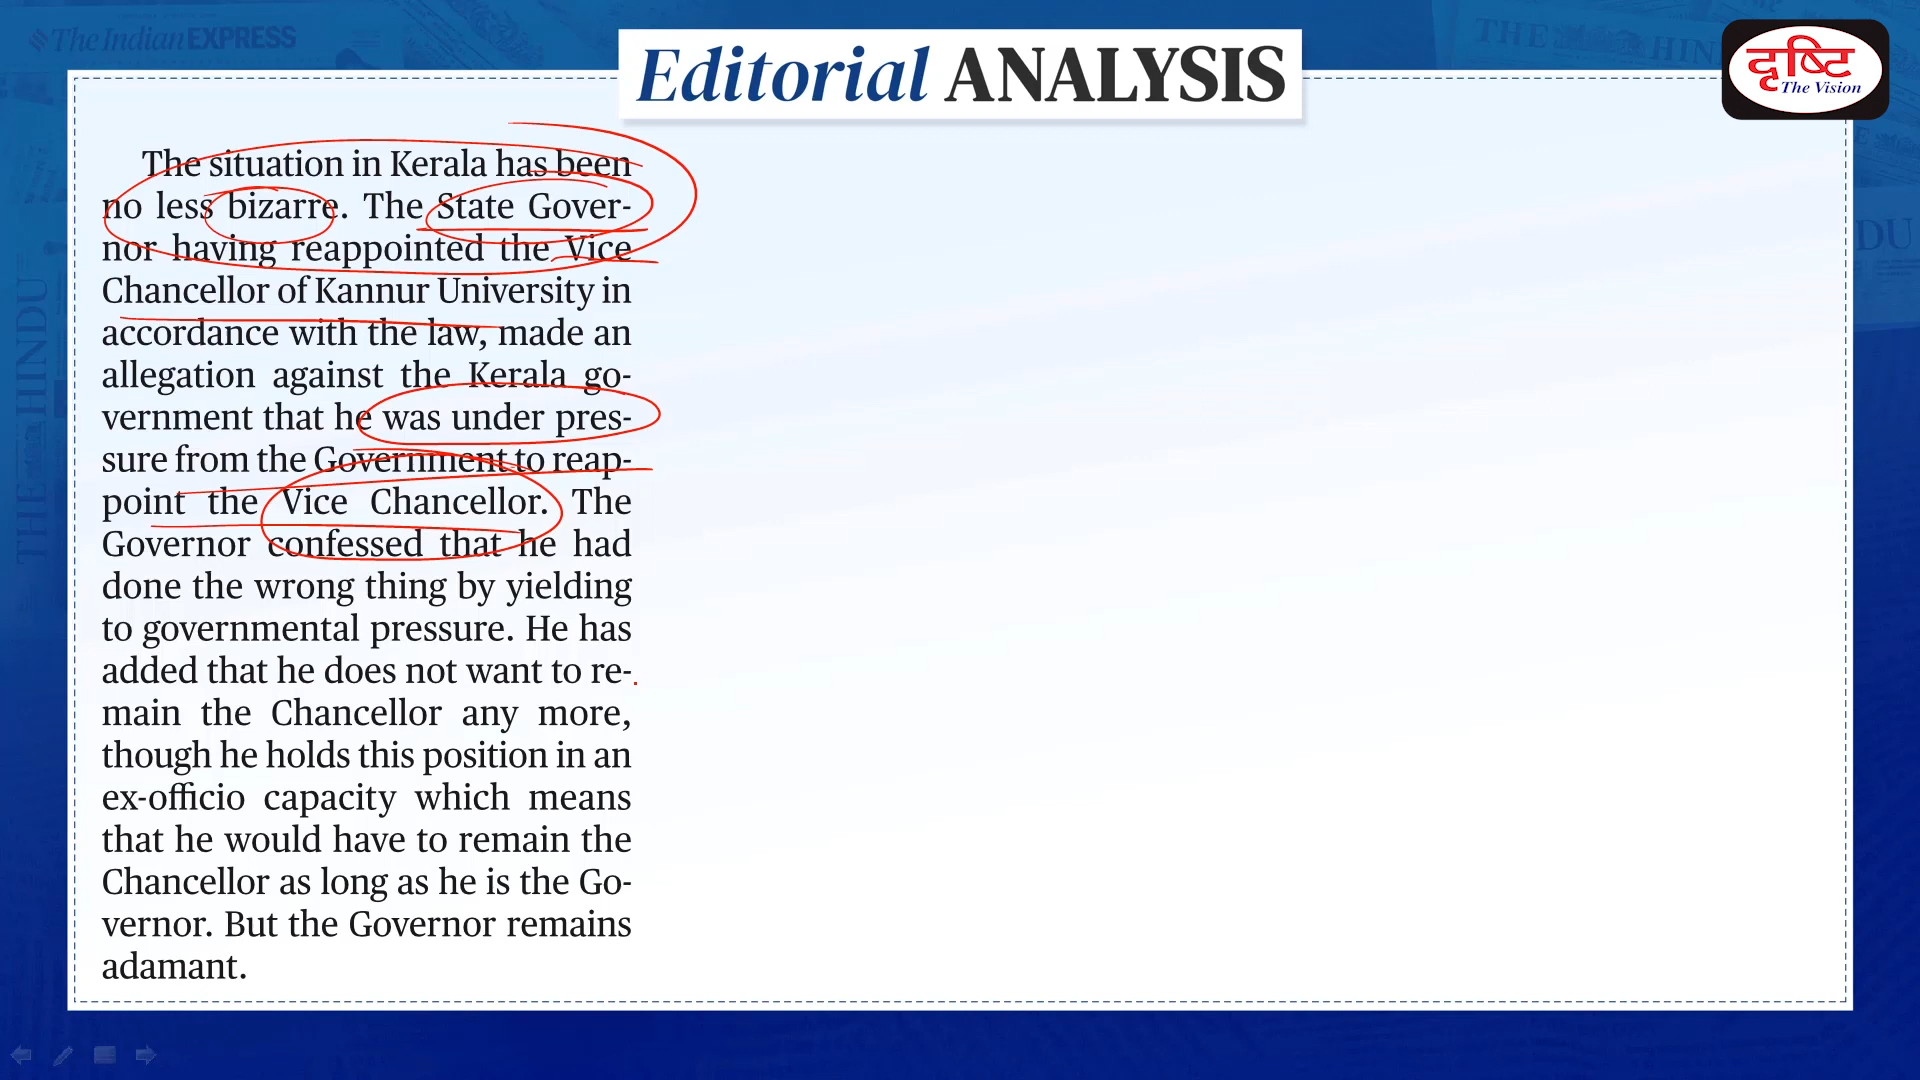 The Indian EXPRESS
THE HINDU
Editorial ANALYSIS
दृष्टि
The Vision
The situation in Kerala has been
no less bizarre. The State Gover-
nor having reappointed the Vice
Chancellor of Kannur University in
accordance with the law, made an
allegation against the Kerala go-
vernment that he was under pres-
sure from the Government to reap-
point the Vice Chancellor. The
Governor confessed that he had
done the wrong thing by yielding
to governmental pressure. He has
added that he does not want to re-
main the Chancellor any more,
though he holds this position in an
ex-officio capacity which means
that he would have to remain the
Chancellor as long as he is the Go-
vernor. But the Governor remains
adamant.